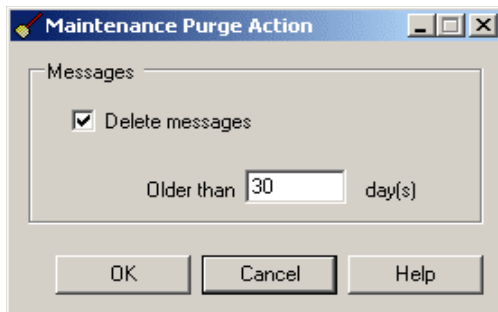 Maintenance Purge Action
Messages
Delete messages
Older than 30 day(s)
OK Cancel Help